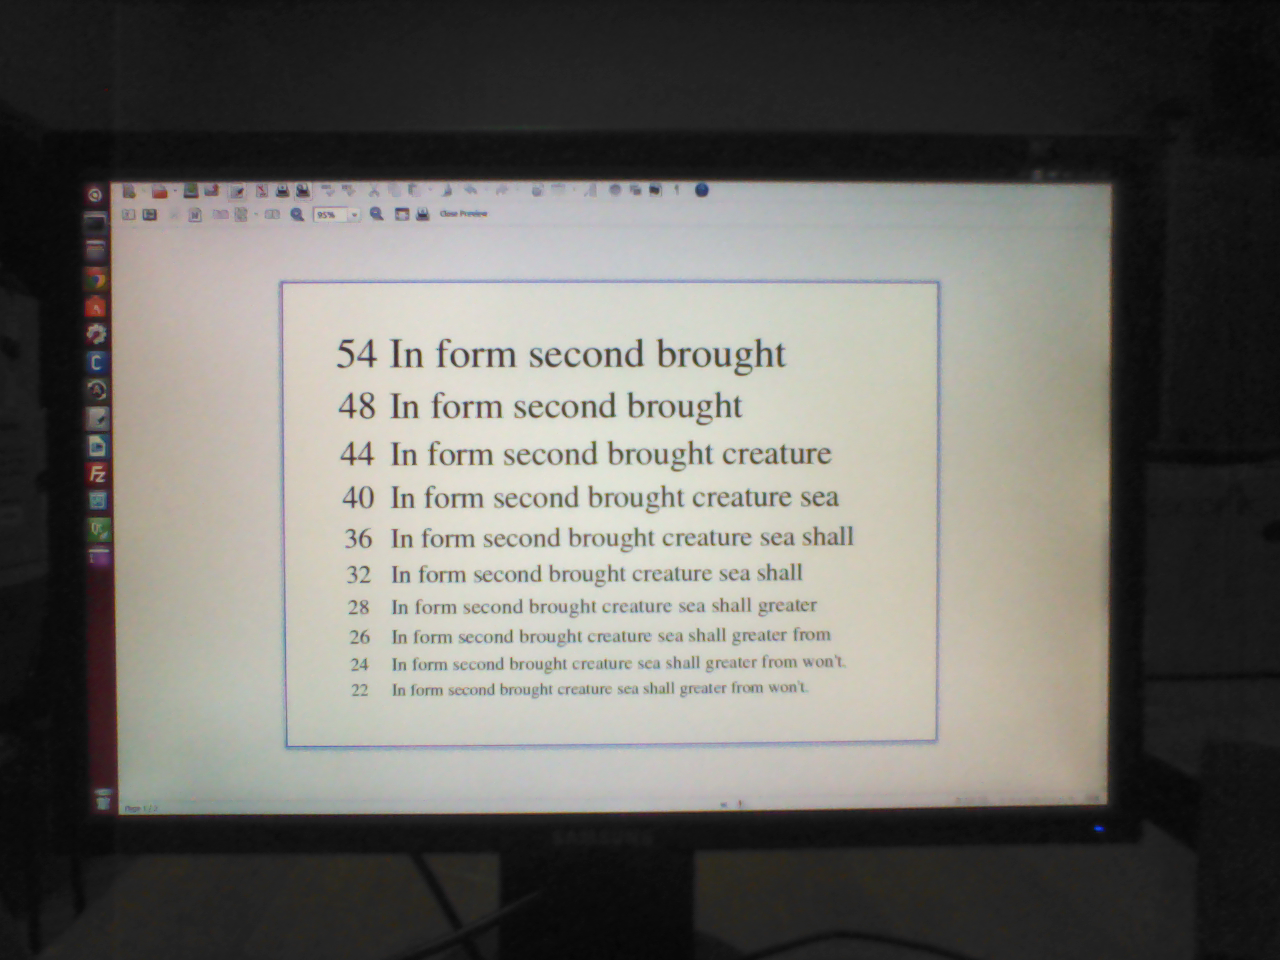 95% Close Preview
54 In form second brought
48 In form second brought
44 In form second brought creature
40 In form second brought creature sea
36 In form second brought creature sea shall
32 In form second brought creature sea shall
28 In form second brought creature sea shall greater
26 In form second brought creature sea shall greater from
24 In form second brought creature sea shall greater from won't.
22 In form second brought creature sea shall greater from won't.
Page 1 / 2
SAMSUNG